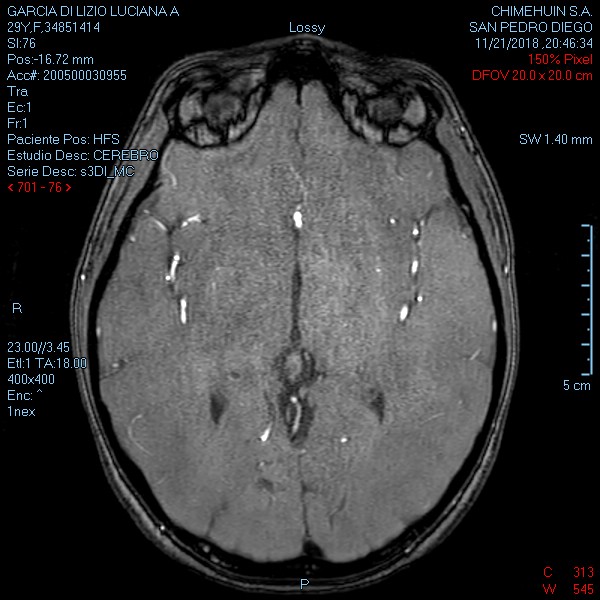 GARCIA DI LIZIO LUCIANA A
29Y,F,34851414
Sl:76
Pos:-16.72 mm
Acc#: 200500030955
Tra
Ec:1
Fr:1
Paciente Pos: HFS
Estudio Desc: CEREBRO
Serie Desc: s3DI_MC
< 701 - 76 >
Lossy
CHIMEHUIN S.A.
SAN PEDRO DIEGO
11/21/2018 ,20:46:34
150% Pixel
DFOV 20.0 x 20.0 cm
SW 1.40 mm
R
5 cm
23.00//3.45
Etl:1 TA:18.00
400x400
Enc: ^
1nex
P
C 313
W 545